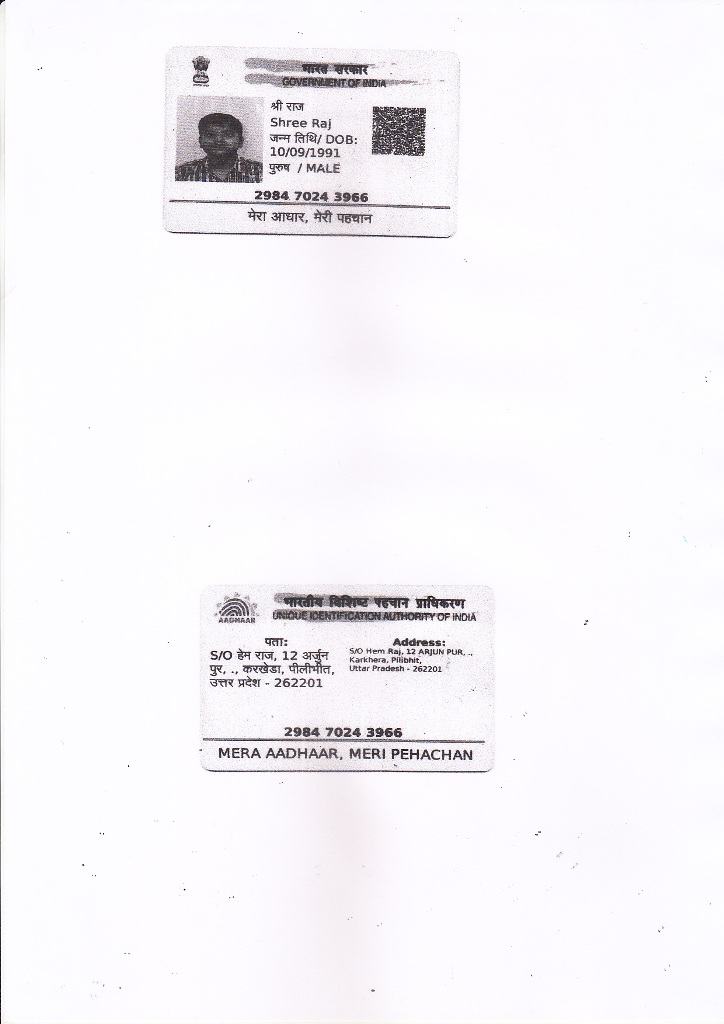 भारत सरकार
GOVERNMENT OF INDIA
श्री राज
Shree Raj
जन्म तिथि/ DOB:
10/09/1991
पुरुष / MALE
2984 7024 3966
मेरा आधार, मेरी पहचान
भारतीय विशिष्ट पहचान प्राधिकरण
UNIQUE IDENTIFICATION AUTHORITY OF INDIA
AADHAAR
पता:
S/O हेम राज, 12 अर्जुन
पुर, ., करखेडा, पीलीभीत,
उत्तर प्रदेश - 262201
Address:
S/O Hem Raj, 12 ARJUN PUR, .,
Karkhera, Pilibhit,
Uttar Pradesh - 262201
2984 7024 3966
MERA AADHAAR, MERI PEHACHAN